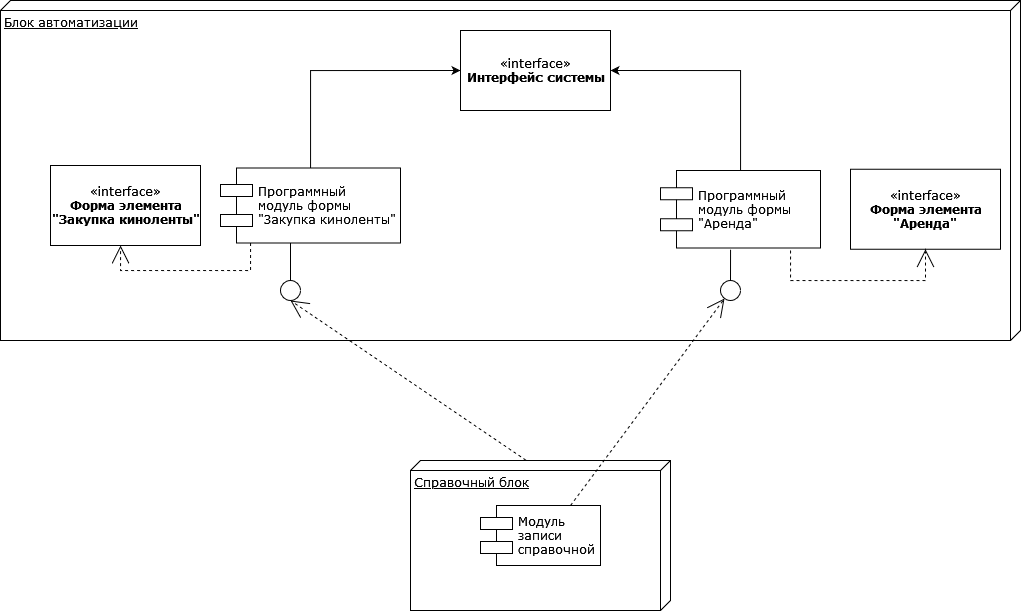 Блок автоматизации
«interface»
Интерфейс системы
«interface»
Форма элемента
"Закупка киноленты"
Программный
модуль формы
"Закупка киноленты"
Программный
модуль формы
"Аренда"
«interface»
Форма элемента
"Аренда"
Справочный блок
Модуль
записи
справочной